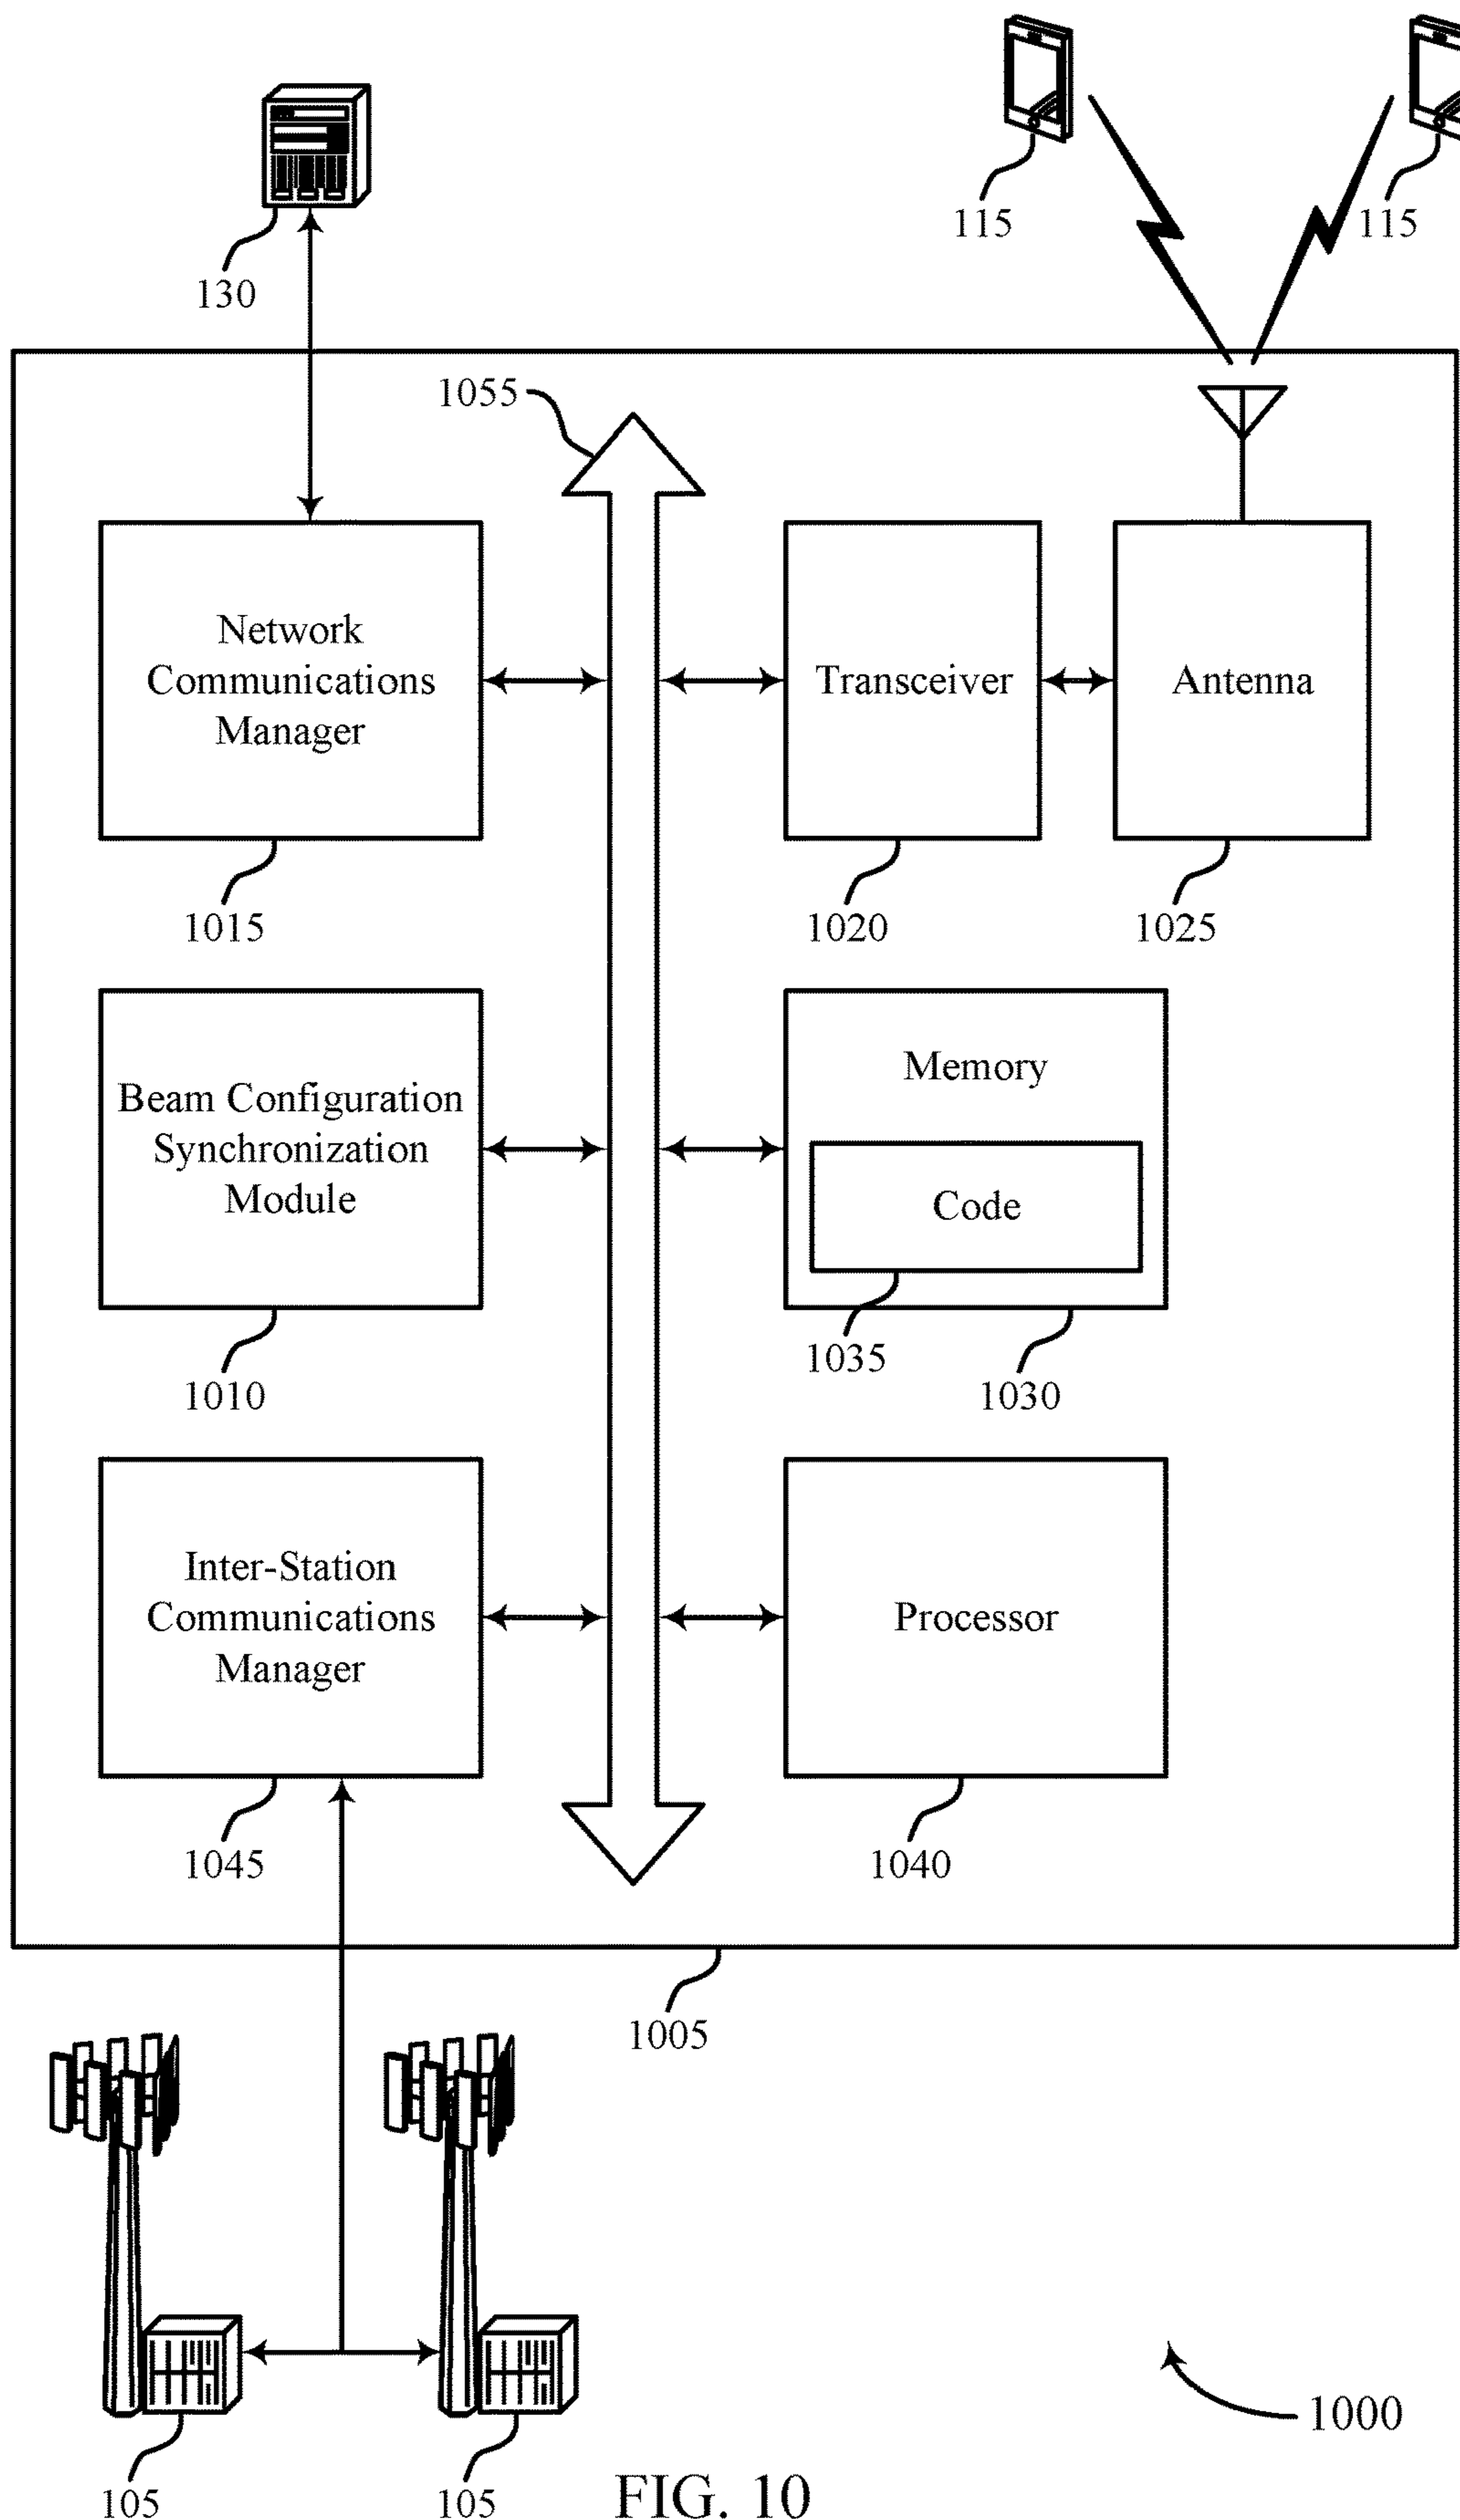 115
115
130
1055
Network
Communications
Manager
Transceiver
Antenna
1015
1020
1025
Beam Configuration
Synchronization
Module
Memory
Code
1035
1010
1030
Inter-Station
Communications
Manager
Processor
1045
1040
1005
1000
105
105
FIG. 10